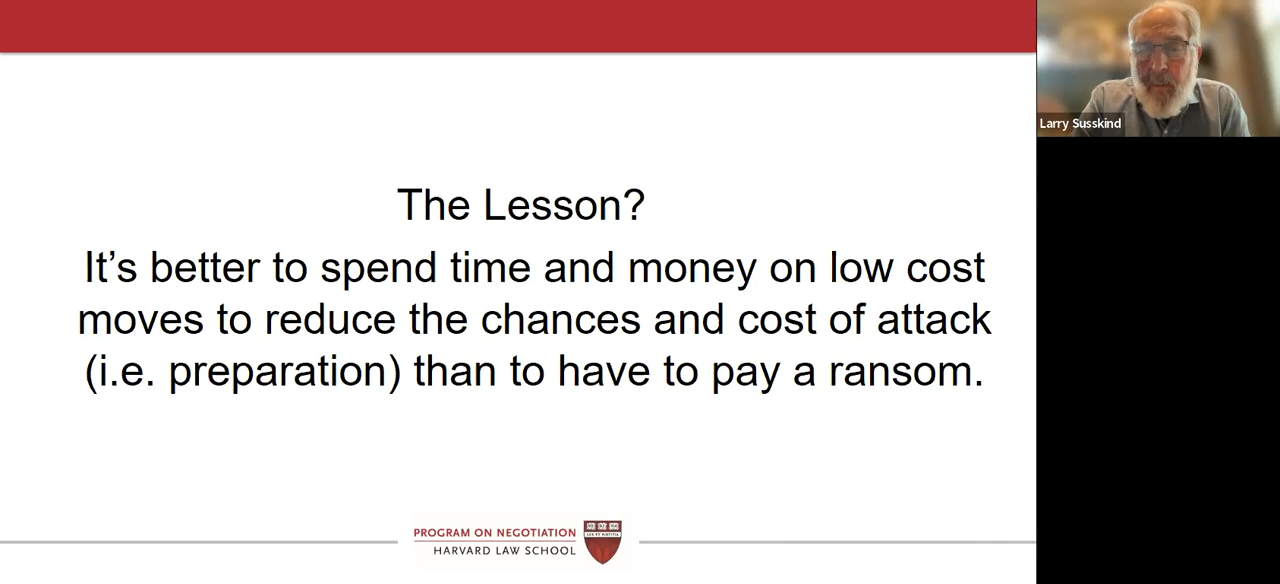 The Lesson?
It’s better to spend time and money on low cost
moves to reduce the chances and cost of attack
(i.e. preparation) than to have to pay a ransom.
PROGRAM ON NEGOTIATION
HARVARD LAW SCHOOL
Larry Susskind